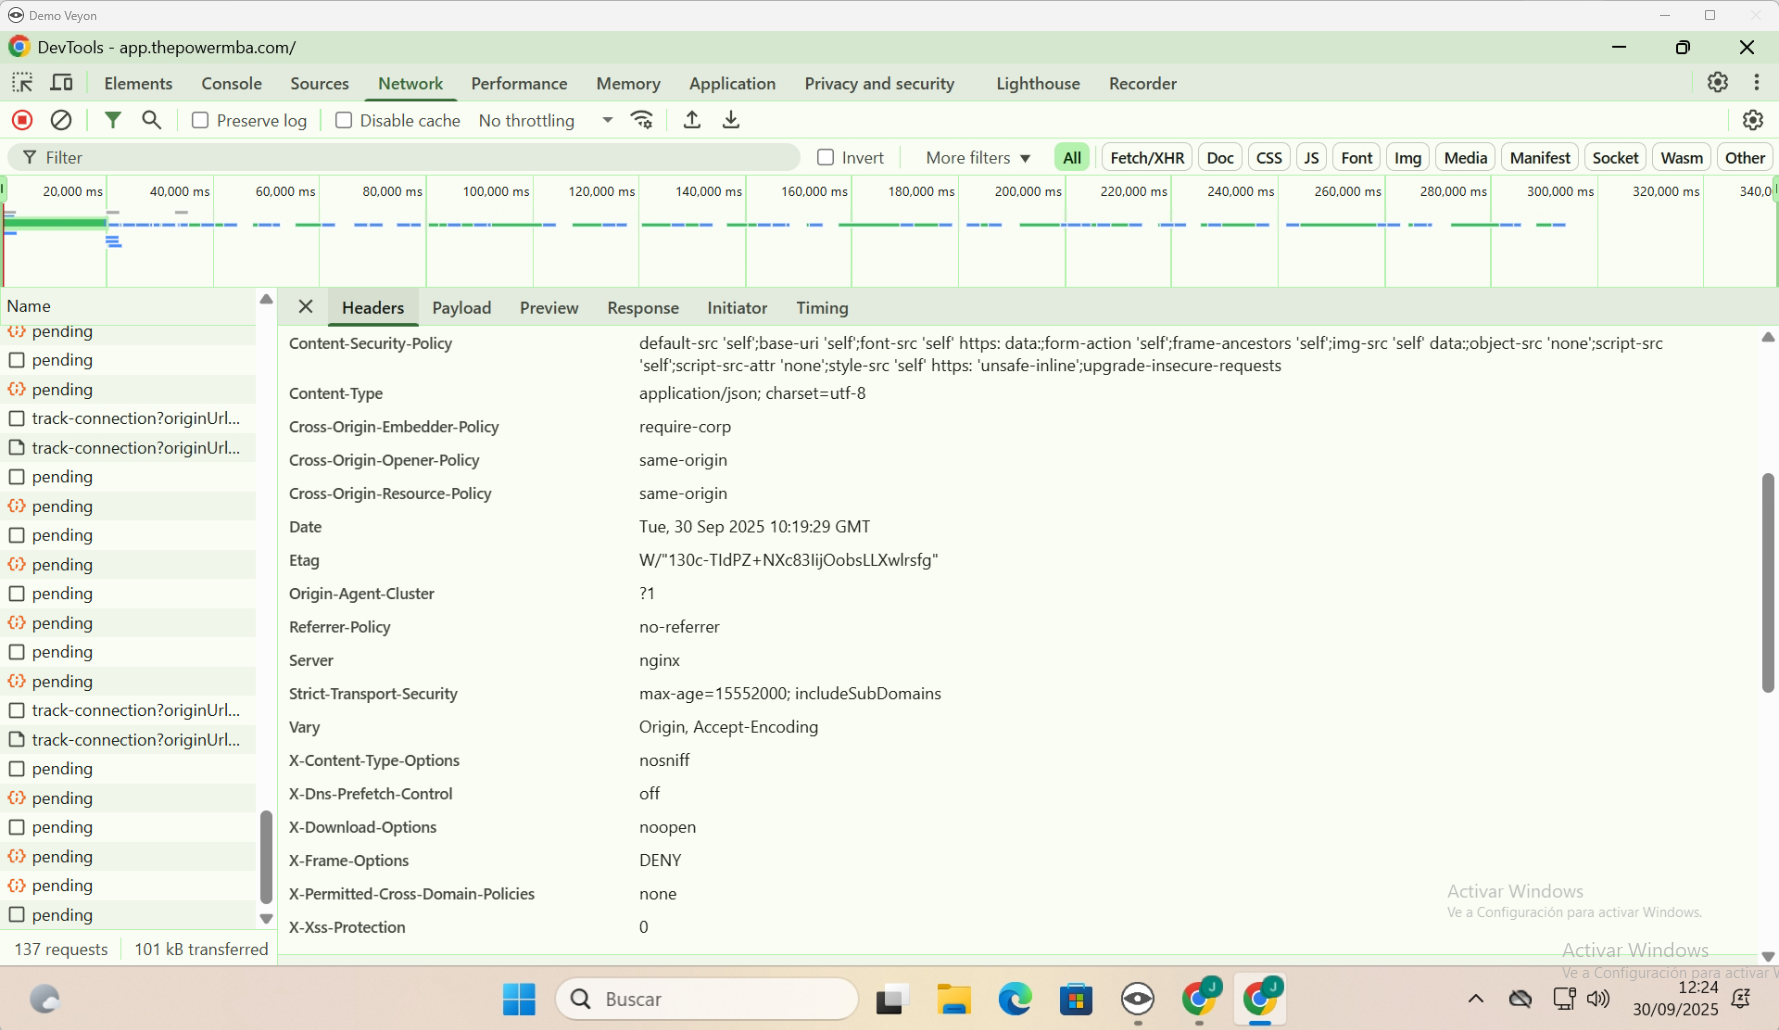 Demo Veyon
DevTools - app.thepowermba.com/
Elements Console Sources Network Performance Memory Application Privacy and security Lighthouse Recorder
Preserve log Disable cache No throttling
Filter Invert More filters All Fetch/XHR Doc CSS JS Font Img Media Manifest Socket Wasm Other
20,000 ms 40,000 ms 60,000 ms 80,000 ms 100,000 ms 120,000 ms 140,000 ms 160,000 ms 180,000 ms 200,000 ms 220,000 ms 240,000 ms 260,000 ms 280,000 ms 300,000 ms 320,000 ms 340,0
Name
pending
pending
pending
track-connection?originUrl...
track-connection?originUrl...
pending
pending
pending
pending
pending
pending
pending
pending
track-connection?originUrl...
track-connection?originUrl...
pending
pending
pending
pending
pending
pending
137 requests 101 kB transferred
Headers Payload Preview Response Initiator Timing
Content-Security-Policy default-src 'self';base-uri 'self';font-src 'self' https: data:;form-action 'self';frame-ancestors 'self';img-src 'self' data:;object-src 'none';script-src
'self';script-src-attr 'none';style-src 'self' https: 'unsafe-inline';upgrade-insecure-requests
Content-Type application/json; charset=utf-8
Cross-Origin-Embedder-Policy require-corp
Cross-Origin-Opener-Policy same-origin
Cross-Origin-Resource-Policy same-origin
Date Tue, 30 Sep 2025 10:19:29 GMT
Etag
Origin-Agent-Cluster ?1
Referrer-Policy no-referrer
Server nginx
Strict-Transport-Security max-age=15552000; includeSubDomains
Vary Origin, Accept-Encoding
X-Content-Type-Options nosniff
X-Dns-Prefetch-Control off
X-Download-Options noopen
X-Frame-Options DENY
X-Permitted-Cross-Domain-Policies none
X-Xss-Protection 0
Activar Windows
Ve a Configuración para activar Windows.
Activar Windows
Ve a Configuración para activar W
Buscar
J
J
12:24
30/09/2025